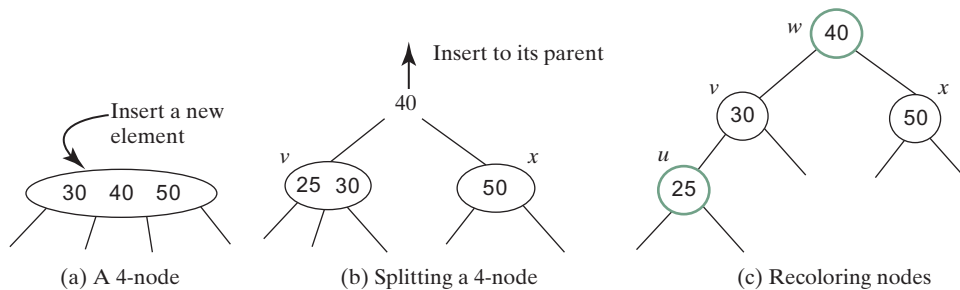 Insert a new
element
30 40 50
(a) A 4-node
Insert to its parent
40
v
x
25 30
50
(b) Splitting a 4-node
w
40
v
x
30
50
u
25
(c) Recoloring nodes